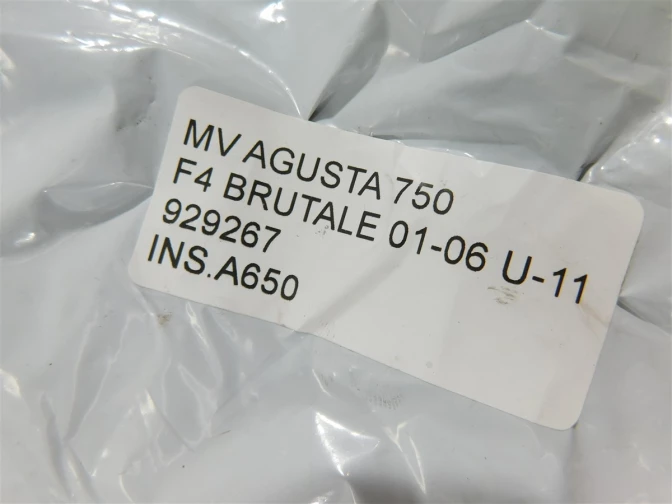 MV AGUSTA 750
F4 BRUTALE 01-06 U-11
929267
INS.A650